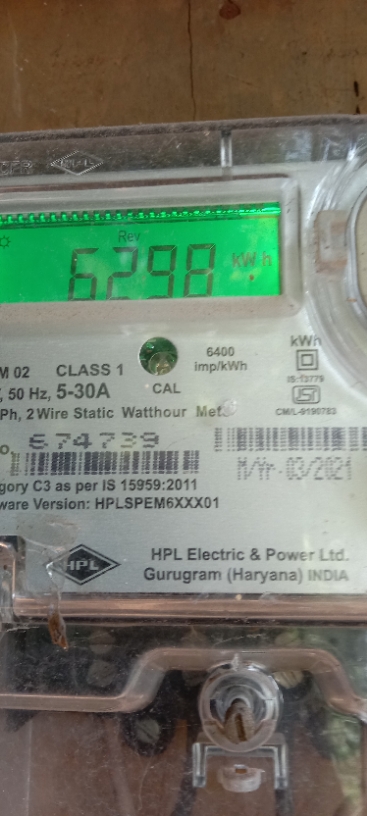 HPL
Rev
6298 kWh
M 02 CLASS 1
6400
imp/kWh
kWh
IS-13779
, 50 Hz, 5-30A CAL
Ph, 2 Wire Static Watthour
CM/L-9190783
o. 674739
M/Yr. 03/2021
gory C3 as per IS 15959:2011
ware Version: HPLSPEM6XXX01
HPL
HPL Electric & Power Ltd.
Gurugram (Haryana) INDIA